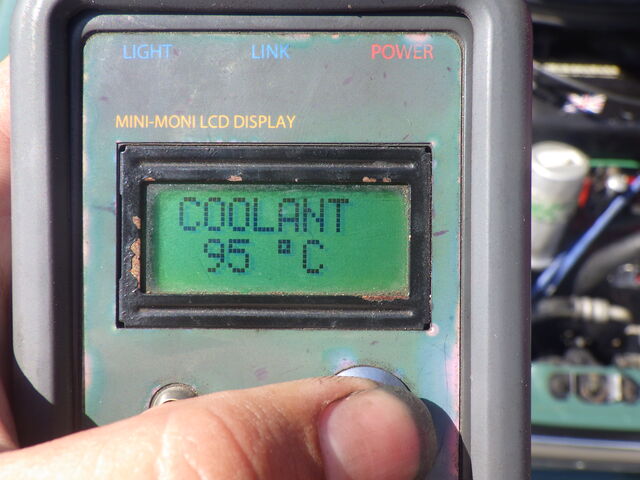 LIGHT LINK POWER
MINI-MONI LCD DISPLAY
COOLANT
95 °C